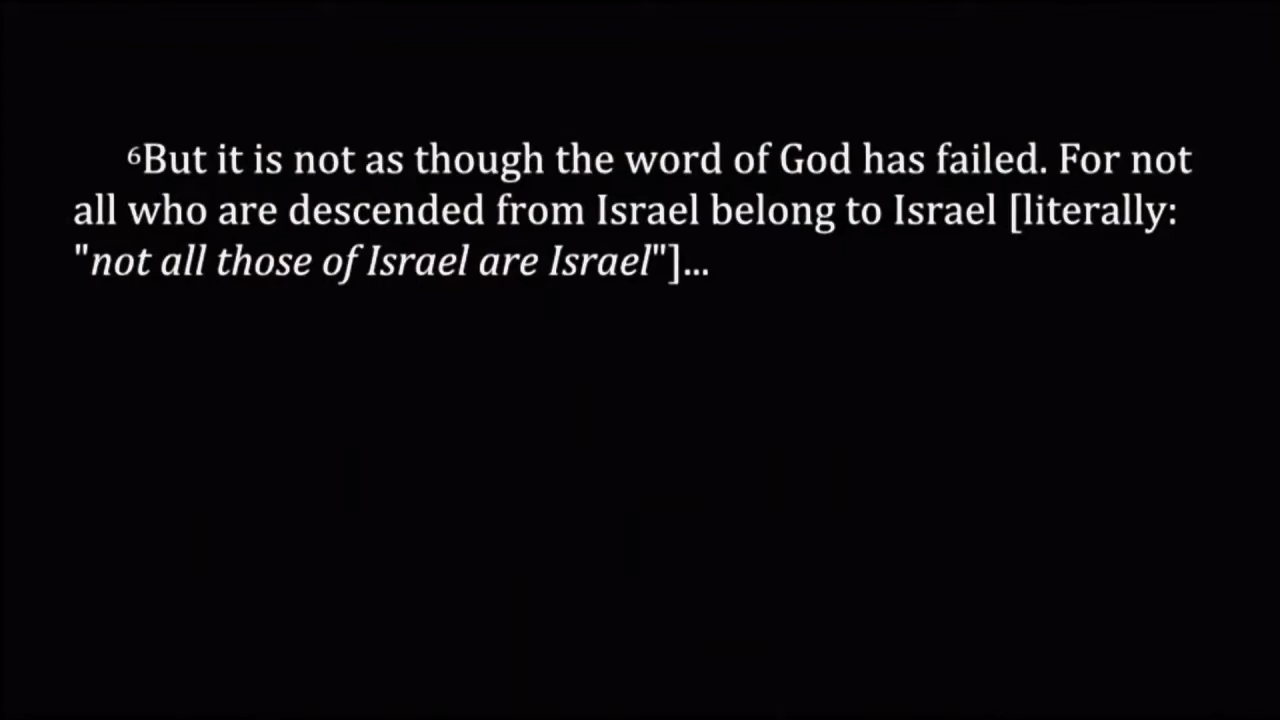 ⁶But it is not as though the word of God has failed. For not
all who are descended from Israel belong to Israel [literally:
"not all those of Israel are Israel"]...